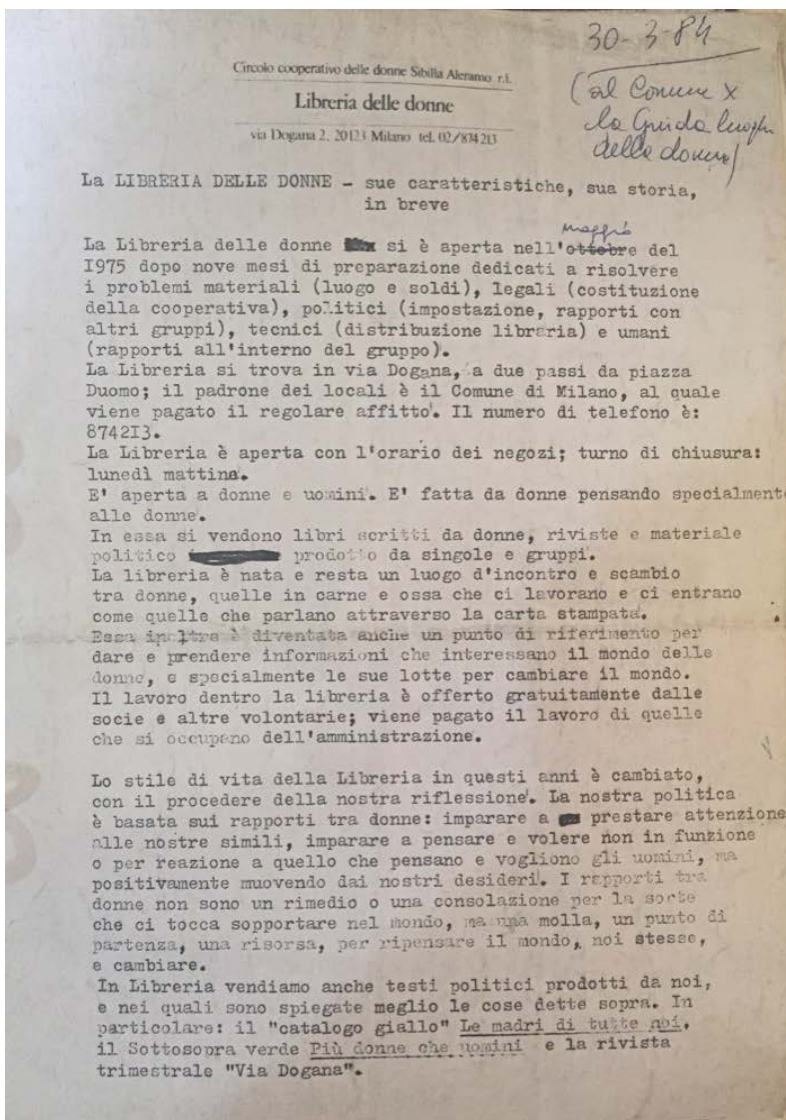 30-3-84
(al Comune x
la Guida luoghi
delle donne)
Circolo cooperativo delle donne Sibilla Aleramo r.l.
Libreria delle donne
via Dogana 2, 20123 Milano tel. 02/874213
La LIBRERIA DELLE DONNE - sue caratteristiche, sua storia,
in breve
maggio
La Libreria delle donne si è aperta nell'ottobre del
I975 dopo nove mesi di preparazione dedicati a risolvere
i problemi materiali (luogo e soldi), legali (costituzione
della cooperativa), politici (impostazione, rapporti con
altri gruppi), tecnici (distribuzione libraria) e umani
(rapporti all'interno del gruppo).
La Libreria si trova in via Dogana, a due passi da piazza
Duomo; il padrone dei locali è il Comune di Milano, al quale
viene pagato il regolare affitto. Il numero di telefono è:
8742I3.
La Libreria è aperta con l'orario dei negozi; turno di chiusura:
lunedì mattina.
E' aperta a donne e uomini. E' fatta da donne pensando specialmente
alle donne.
In essa si vendono libri scritti da donne, riviste e materiale
politico prodotto da singole e gruppi.
La libreria è nata e resta un luogo d'incontro e scambio
tra donne, quelle in carne e ossa che ci lavorano e ci entrano
come quelle che parlano attraverso la carta stampata.
Essa inoltre è diventata anche un punto di riferimento per
dare e prendere informazioni che interessano il mondo delle
donne, e specialmente le sue lotte per cambiare il mondo.
Il lavoro dentro la libreria è offerto gratuitamente dalle
socie e altre volontarie; viene pagato il lavoro di quelle
che si occupano dell'amministrazione.
Lo stile di vita della Libreria in questi anni è cambiato,
con il procedere della nostra riflessione. La nostra politica
è basata sui rapporti tra donne: imparare a prestare attenzione
alle nostre simili, imparare a pensare e volere non in funzione
o per reazione a quello che pensano e vogliono gli uomini, ma
positivamente muovendo dai nostri desideri. I rapporti tra
donne non sono un rimedio o una consolazione per la sorte
che ci tocca sopportare nel mondo, ma una molla, un punto di
partenza, una risorsa, per ripensare il mondo, noi stesse,
e cambiare.
In Libreria vendiamo anche testi politici prodotti da noi,
e nei quali sono spiegate meglio le cose dette sopra. In
particolare: il "catalogo giallo" Le madri di tutte noi,
il Sottosopra verde Più donne che uomini e la rivista
trimestrale "Via Dogana".